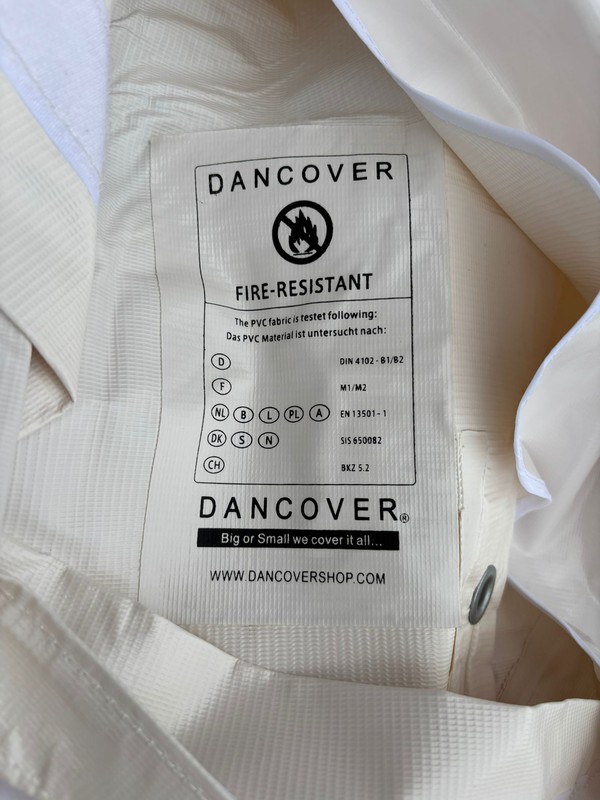 DANCOVER
FIRE-RESISTANT
The PVC fabric is testet following:
Das PVC Material ist untersucht nach:
D DIN 4102 - B1/B2
F M1/M2
NL B L PL A EN 13501 - 1
DK S N SIS 650082
CH BKZ 5.2
DANCOVER®
Big or Small we cover it all...
WWW.DANCOVERSHOP.COM